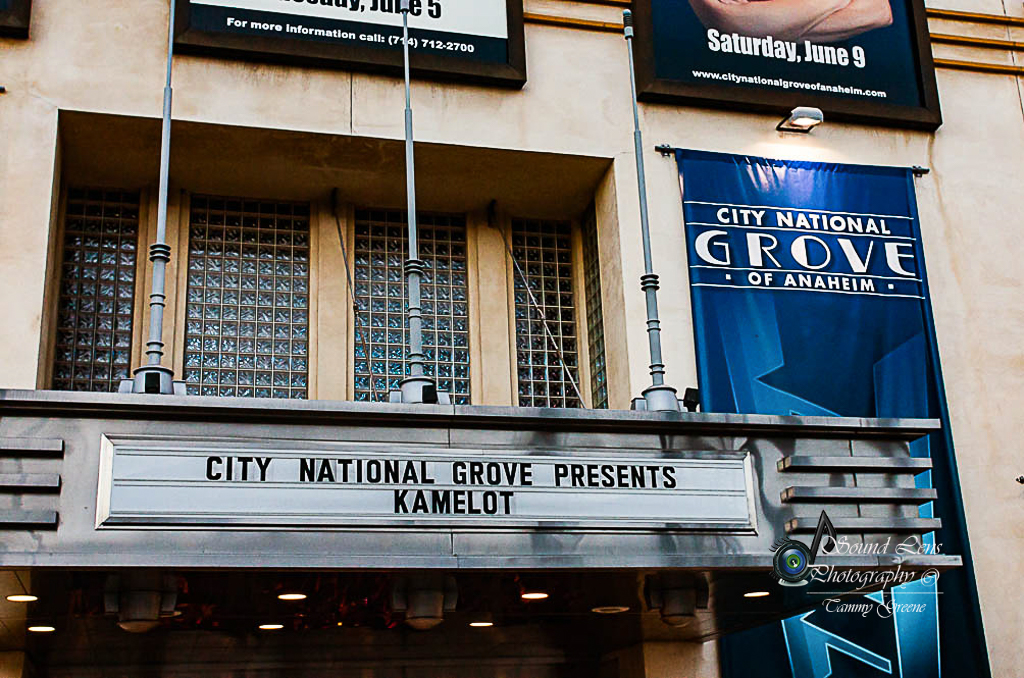 June 5
For more information call: (714) 712-2700
Saturday, June 9
www.citynationalgroveofanaheim.com
CITY NATIONAL
GROVE
• OF ANAHEIM •
CITY NATIONAL GROVE PRESENTS
KAMELOT
Sound Lens
Photography ©
Tammy Greene